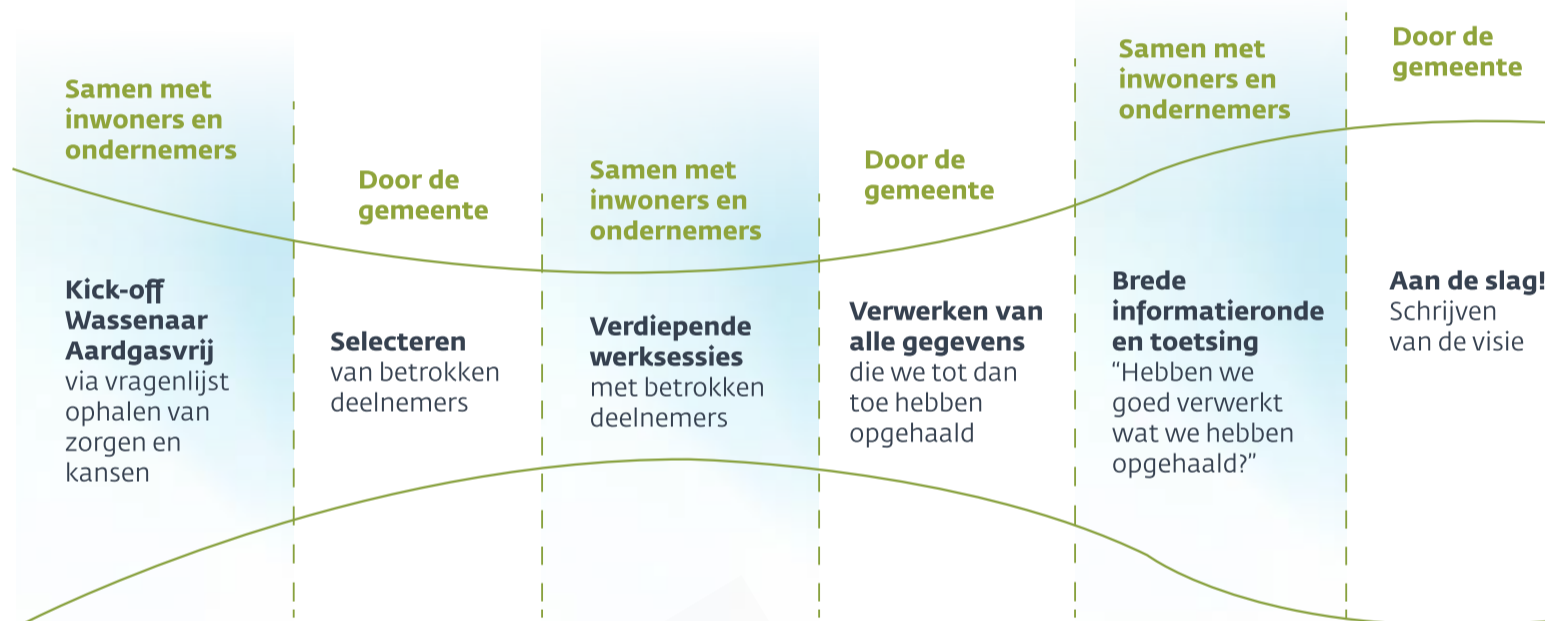 Samen met
inwoners en
ondernemers
Kick-off
Wassenaar
Aardgasvrij
via vragenlijst
ophalen van
zorgen en
kansen
Door de
gemeente
Selecteren
van betrokken
deelnemers
Samen met
inwoners en
ondernemers
Verdiepende
werksessies
met betrokken
deelnemers
Door de
gemeente
Verwerken van
alle gegevens
die we tot dan
toe hebben
opgehaald
Samen met
inwoners en
ondernemers
Brede
informatieronde
en toetsing
“Hebben we
goed verwerkt
wat we hebben
opgehaald?”
Door de
gemeente
Aan de slag!
Schrijven
van de visie